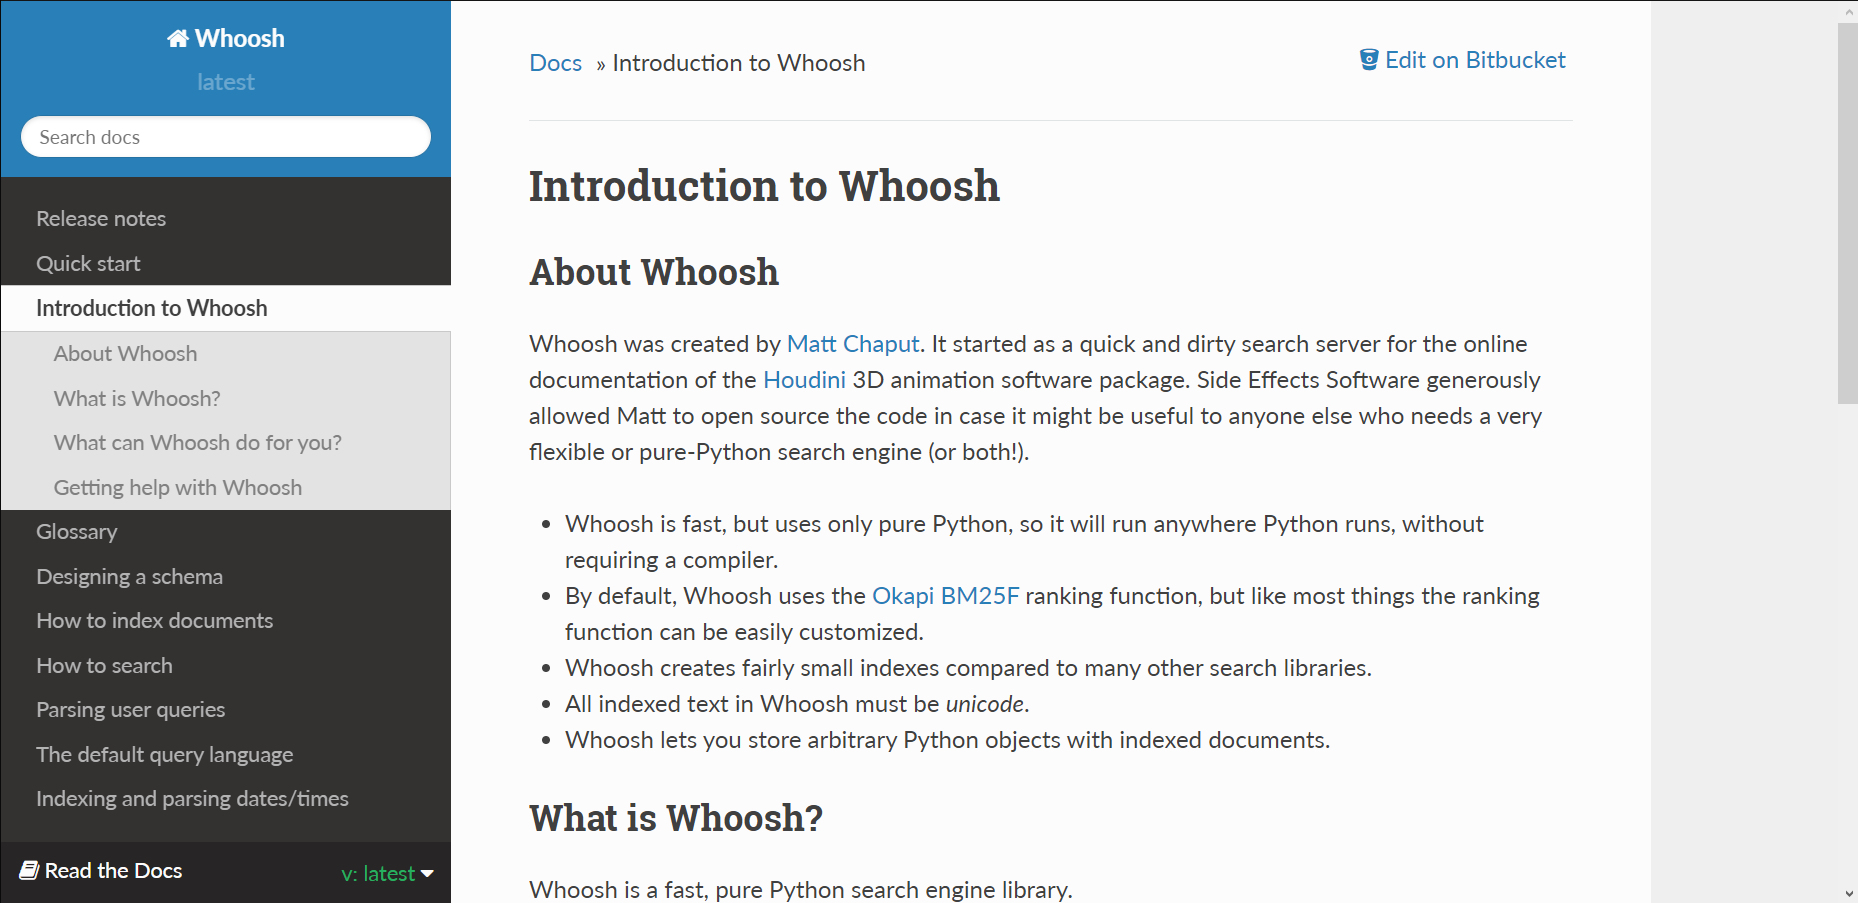 Whoosh
latest
Search docs
Release notes
Quick start
Introduction to Whoosh
About Whoosh
What is Whoosh?
What can Whoosh do for you?
Getting help with Whoosh
Glossary
Designing a schema
How to index documents
How to search
Parsing user queries
The default query language
Indexing and parsing dates/times
Read the Docs
v: latest
Docs » Introduction to Whoosh
Edit on Bitbucket
Introduction to Whoosh
About Whoosh
Whoosh was created by Matt Chaput. It started as a quick and dirty search server for the online
documentation of the Houdini 3D animation software package. Side Effects Software generously
allowed Matt to open source the code in case it might be useful to anyone else who needs a very
flexible or pure-Python search engine (or both!).
• Whoosh is fast, but uses only pure Python, so it will run anywhere Python runs, without
requiring a compiler.
• By default, Whoosh uses the Okapi BM25F ranking function, but like most things the ranking
function can be easily customized.
• Whoosh creates fairly small indexes compared to many other search libraries.
• All indexed text in Whoosh must be unicode.
• Whoosh lets you store arbitrary Python objects with indexed documents.
What is Whoosh?
Whoosh is a fast, pure Python search engine library.